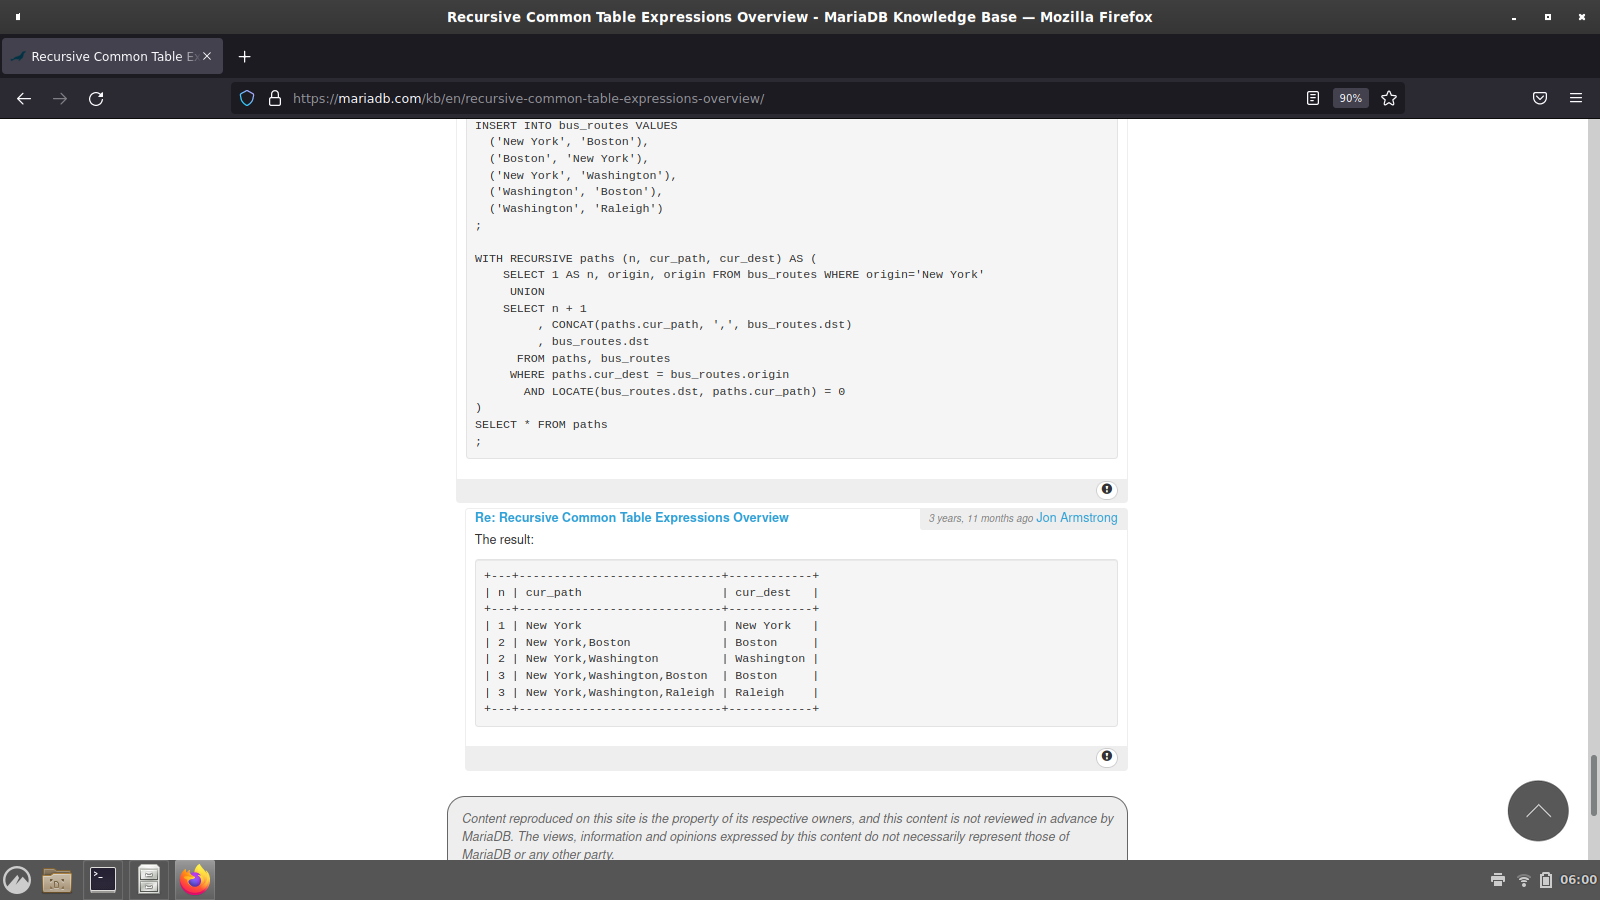 Recursive Common Table Expressions Overview - MariaDB Knowledge Base — Mozilla Firefox
Recursive Common Table E
https://mariadb.com/kb/en/recursive-common-table-expressions-overview/
90%
INSERT INTO bus_routes VALUES
('New York', 'Boston'),
('Boston', 'New York'),
('New York', 'Washington'),
('Washington', 'Boston'),
('Washington', 'Raleigh')
;
WITH RECURSIVE paths (n, cur_path, cur_dest) AS (
SELECT 1 AS n, origin, origin FROM bus_routes WHERE origin='New York'
UNION
SELECT n + 1
, CONCAT(paths.cur_path, ',', bus_routes.dst)
, bus_routes.dst
FROM paths, bus_routes
WHERE paths.cur_dest = bus_routes.origin
AND LOCATE(bus_routes.dst, paths.cur_path) = 0
)
SELECT * FROM paths
;
Re: Recursive Common Table Expressions Overview
3 years, 11 months ago Jon Armstrong
The result:
+---+-----------------------------+------------+
| n | cur_path                    | cur_dest   |
+---+-----------------------------+------------+
| 1 | New York                    | New York   |
| 2 | New York,Boston             | Boston     |
| 2 | New York,Washington         | Washington |
| 3 | New York,Washington,Boston  | Boston     |
| 3 | New York,Washington,Raleigh | Raleigh    |
+---+-----------------------------+------------+
Content reproduced on this site is the property of its respective owners, and this content is not reviewed in advance by
MariaDB. The views, information and opinions expressed by this content do not necessarily represent those of
MariaDB or any other party.
06:00